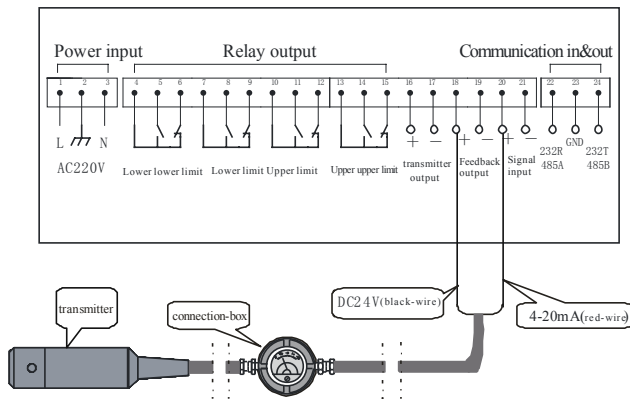 Power input Relay output Communication in&out
1 2 3 4 5 6 7 8 9 10 11 12 13 14 15 16 17 18 19 20 21 22 23 24
L N + − + − + −
AC220V
Lower lower limit Lower limit Upper limit Upper upper limit
transmitter
output
Feedback
output
Signal
input
232R GND 232T
485A 485B
DC24V(black-wire)
4-20mA(red-wire)
transmitter
connection-box